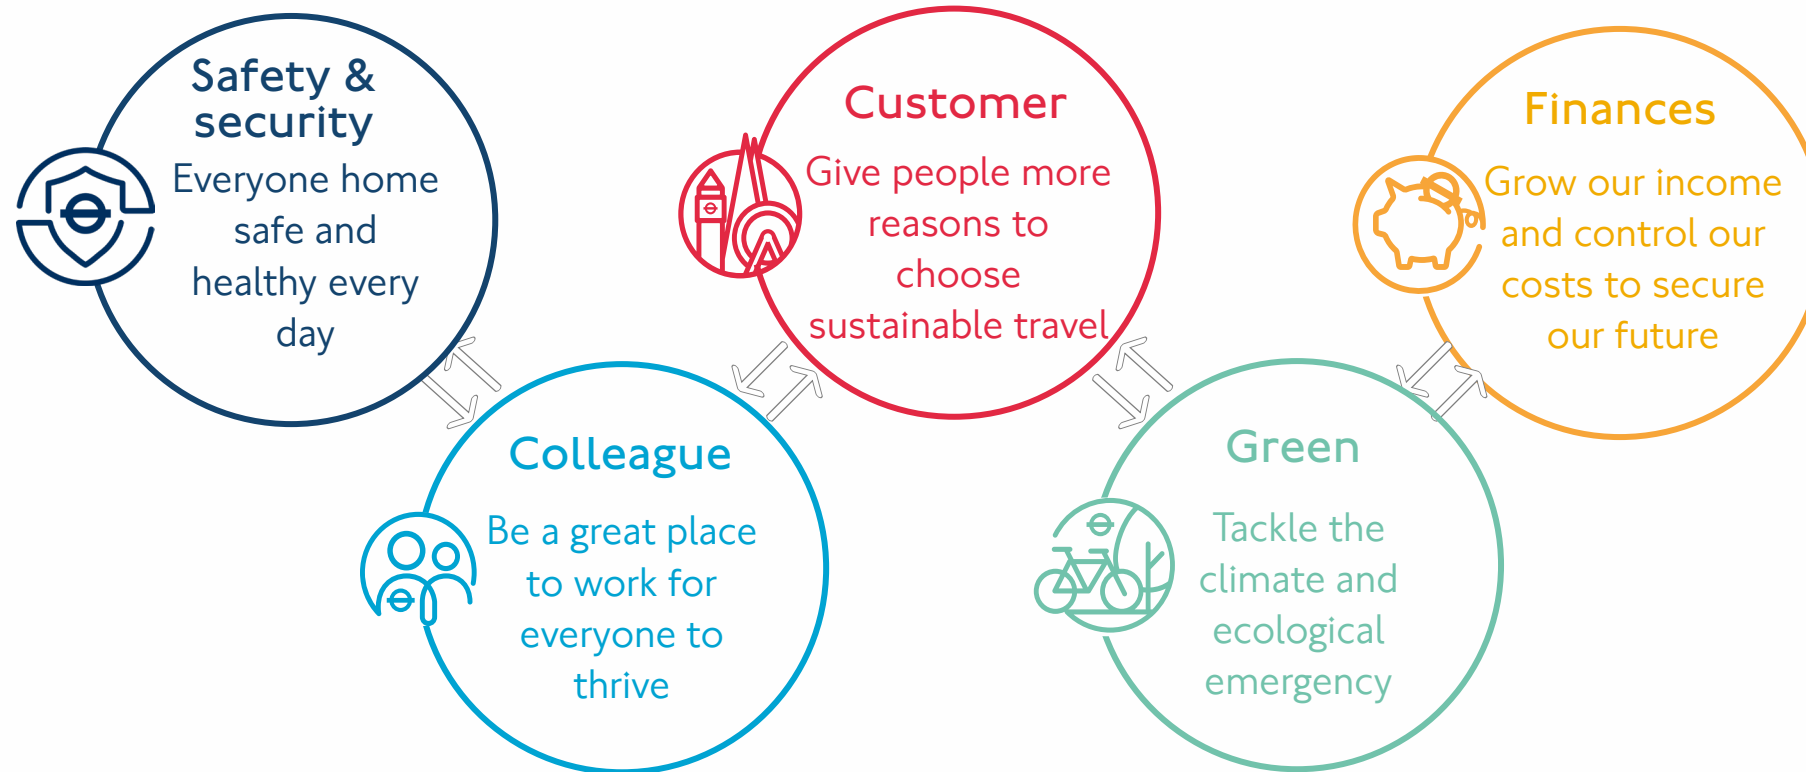 Safety &
security
Everyone home
safe and
healthy every
day
Colleague
Be a great place
to work for
everyone to
thrive
Customer
Give people more
reasons to
choose
sustainable travel
Green
Tackle the
climate and
ecological
emergency
Finances
Grow our income
and control our
costs to secure
our future